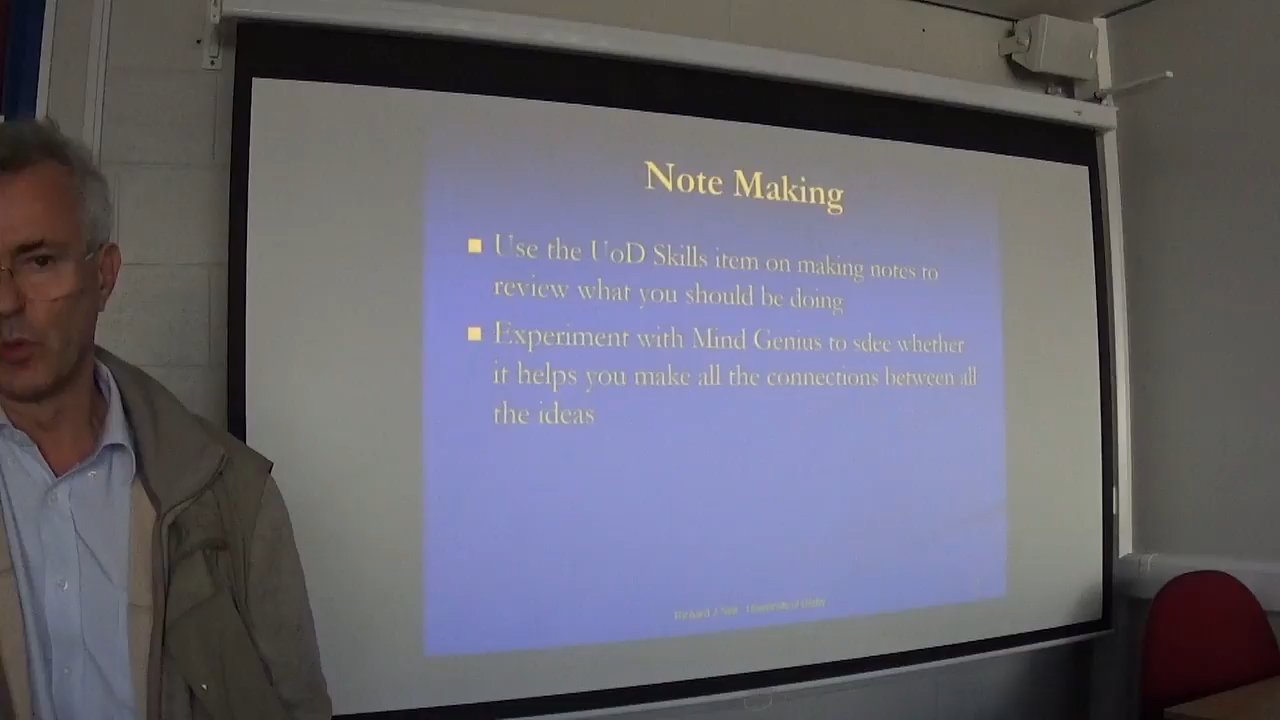 Note Making
Use the UoD Skills item on making notes to
review what you should be doing
Experiment with Mind Genius to sdee whether
it helps you make all the connections between all
the ideas
Richard J